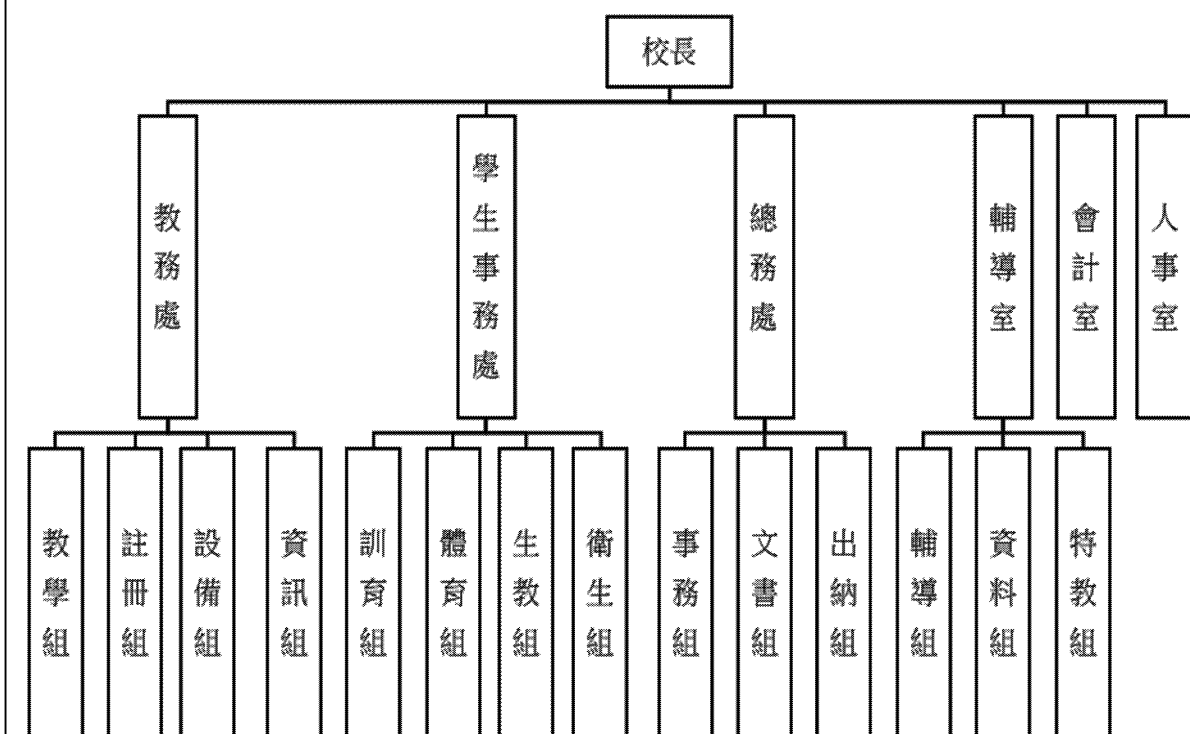 校長
教務處
學生事務處
總務處
輔導室
會計室
人事室
教學組
註冊組
設備組
資訊組
訓育組
體育組
生教組
衛生組
事務組
文書組
出納組
輔導組
資料組
特教組